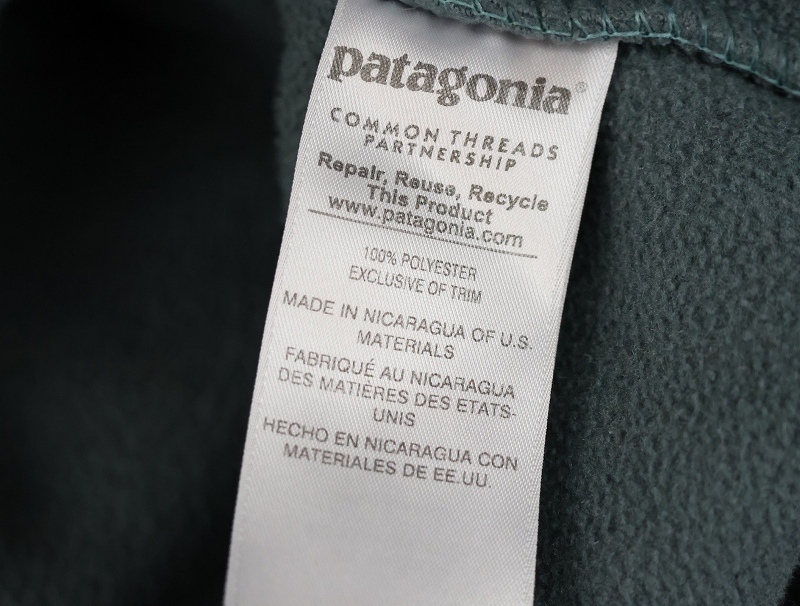 patagonia®
COMMON THREADS
PARTNERSHIP
Repair, Reuse, Recycle
This Product
www.patagonia.com
100% POLYESTER
EXCLUSIVE OF TRIM
MADE IN NICARAGUA OF U.S.
MATERIALS
FABRIQUÉ AU NICARAGUA
DES MATIÈRES DES ETATS-
UNIS
HECHO EN NICARAGUA CON
MATERIALES DE EE.UU.